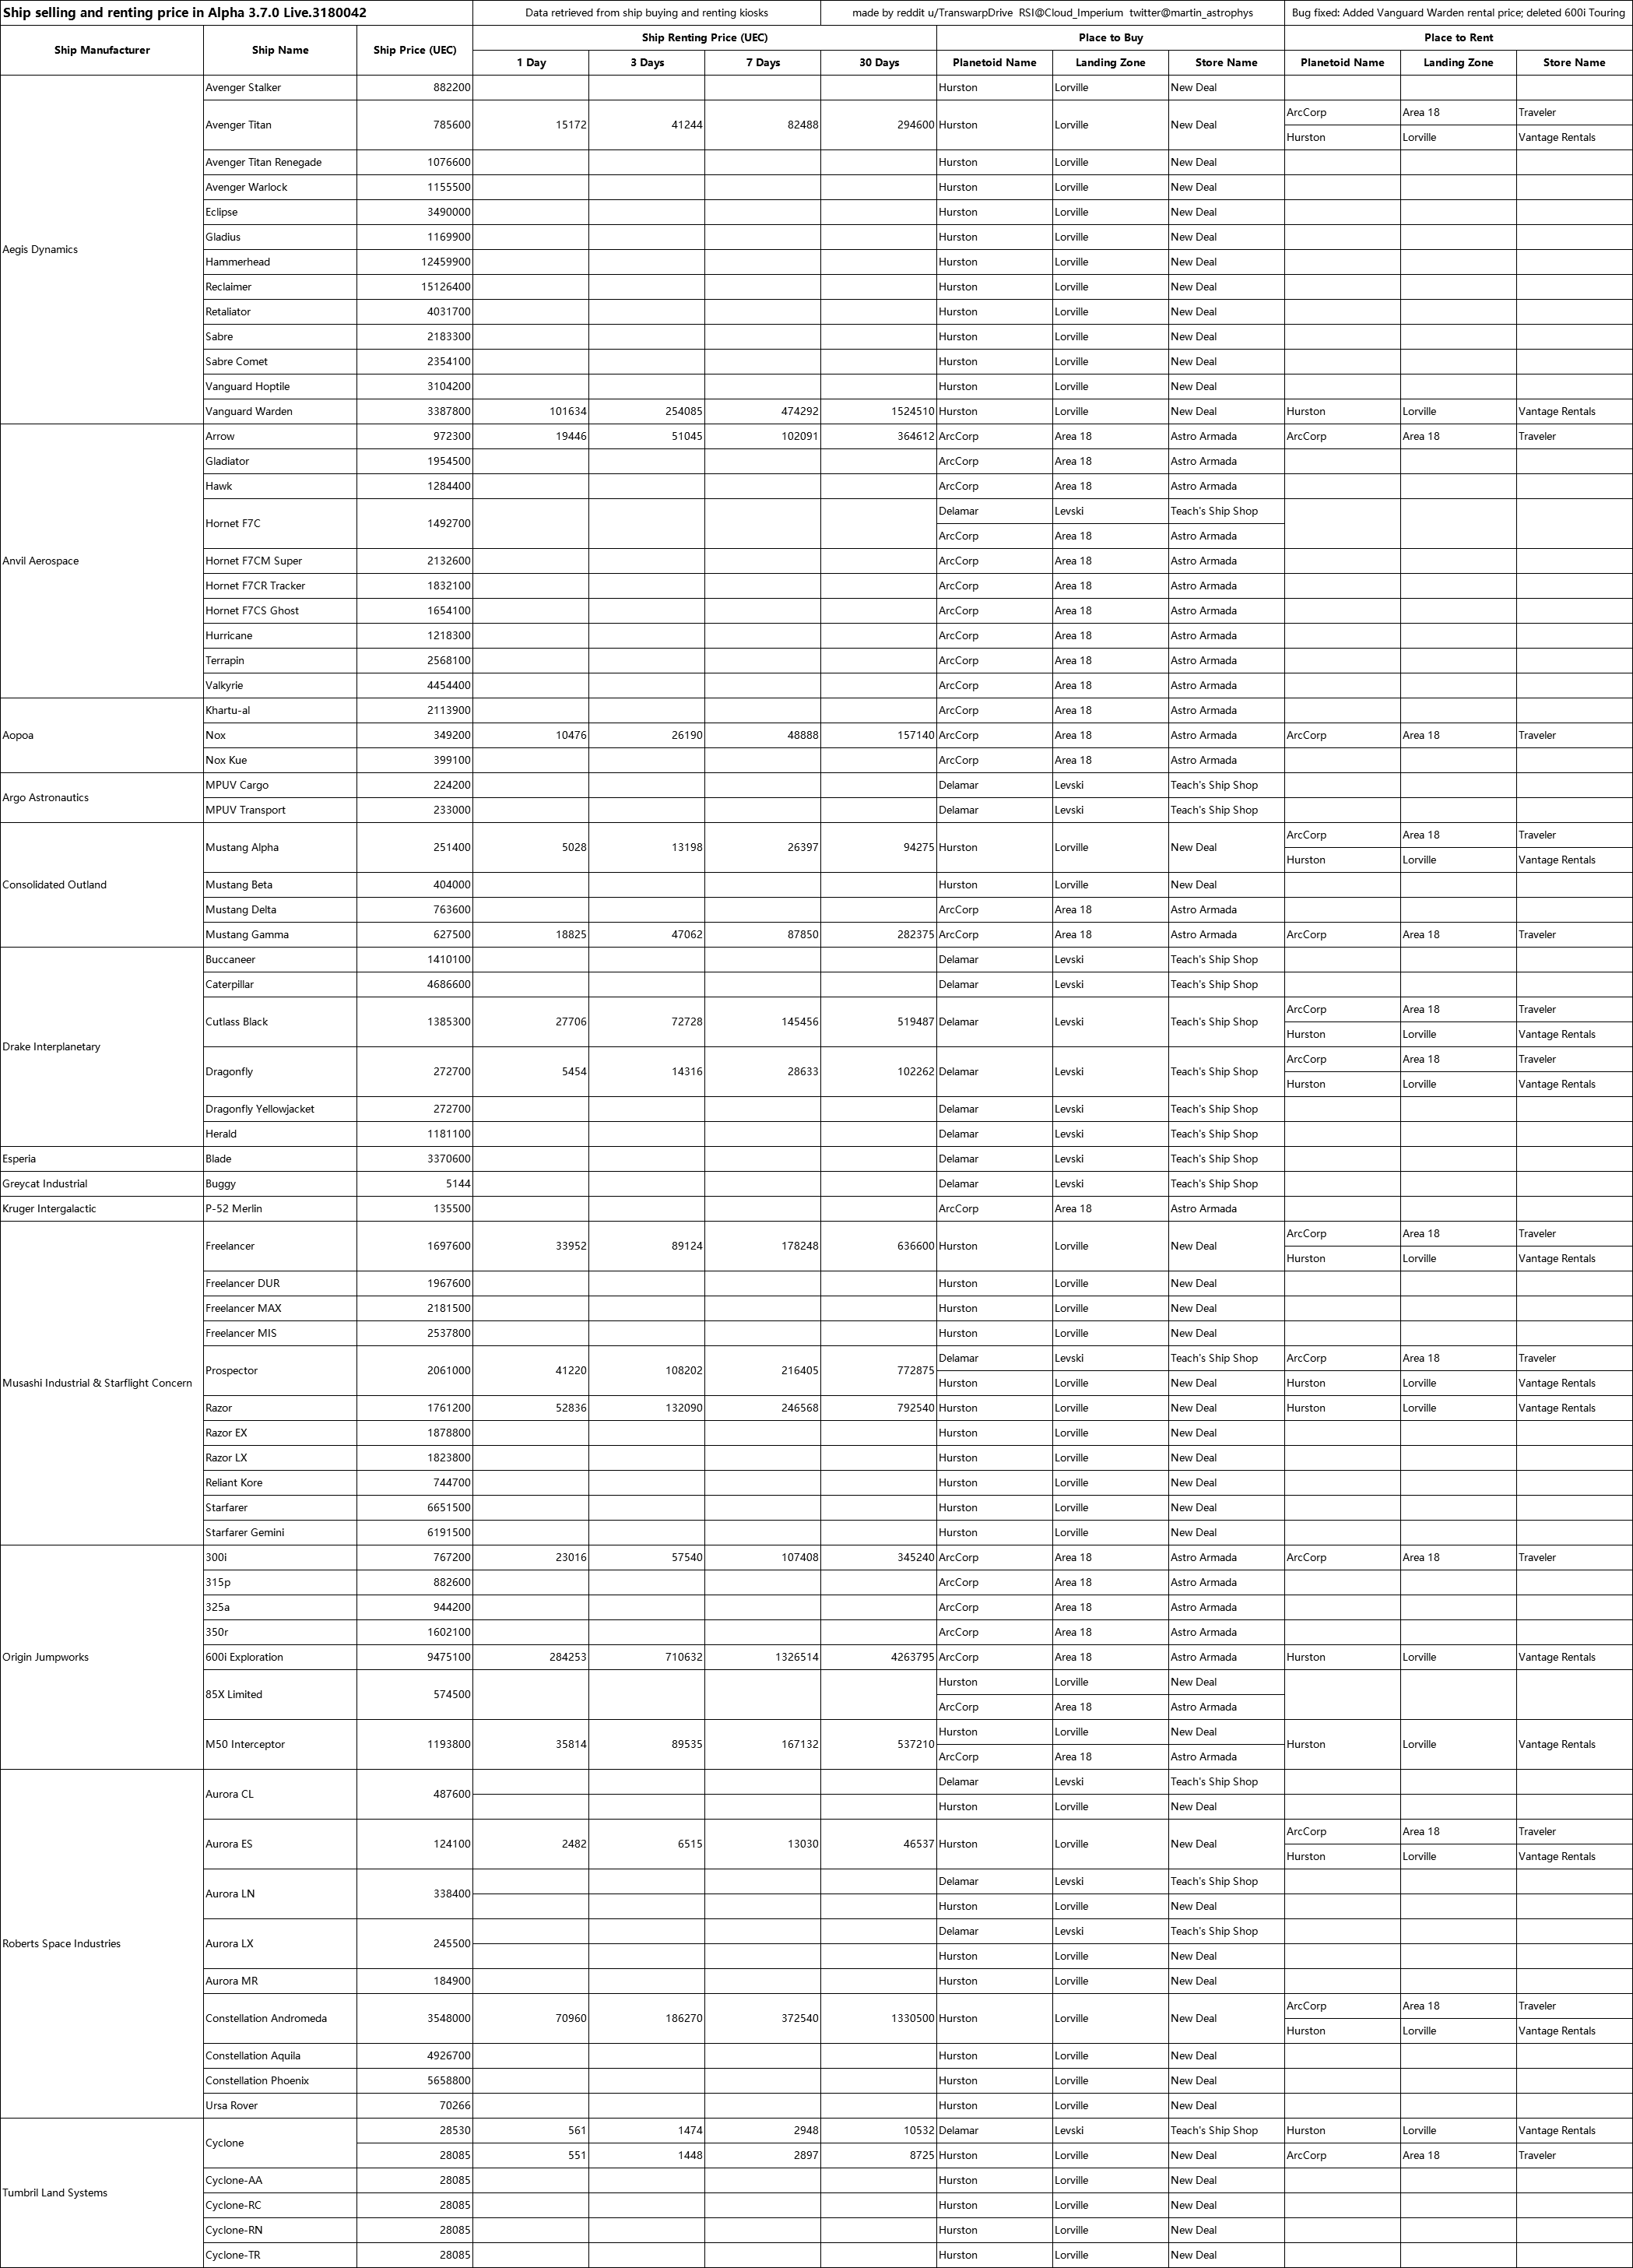 Ship selling and renting price in Alpha 3.7.0 Live.3180042 Data retrieved from ship buying and renting kiosks made by reddit u/TranswarpDrive RSI@Cloud_Imperium twitter@martin_astrophys Bug fixed: Added Vanguard Warden rental price; deleted 600i Touring
Ship Manufacturer Ship Name Ship Price (UEC) Ship Renting Price (UEC) Place to Buy Place to Rent
1 Day 3 Days 7 Days 30 Days Planetoid Name Landing Zone Store Name Planetoid Name Landing Zone Store Name
Aegis Dynamics
Avenger Stalker 882200 Hurston Lorville New Deal
Avenger Titan 785600 15172 41244 82488 294600 Hurston Lorville New Deal ArcCorp Area 18 Traveler
Hurston Lorville Vantage Rentals
Avenger Titan Renegade 1076600 Hurston Lorville New Deal
Avenger Warlock 1155500 Hurston Lorville New Deal
Eclipse 3490000 Hurston Lorville New Deal
Gladius 1169900 Hurston Lorville New Deal
Hammerhead 12459900 Hurston Lorville New Deal
Reclaimer 15126400 Hurston Lorville New Deal
Retaliator 4031700 Hurston Lorville New Deal
Sabre 2183300 Hurston Lorville New Deal
Sabre Comet 2354100 Hurston Lorville New Deal
Vanguard Hoptile 3104200 Hurston Lorville New Deal
Vanguard Warden 3387800 101634 254085 474292 1524510 Hurston Lorville New Deal Hurston Lorville Vantage Rentals
Anvil Aerospace
Arrow 972300 19446 51045 102091 364612 ArcCorp Area 18 Astro Armada ArcCorp Area 18 Traveler
Gladiator 1954500 ArcCorp Area 18 Astro Armada
Hawk 1284400 ArcCorp Area 18 Astro Armada
Hornet F7C 1492700 Delamar Levski Teach's Ship Shop
ArcCorp Area 18 Astro Armada
Hornet F7CM Super 2132600 ArcCorp Area 18 Astro Armada
Hornet F7CR Tracker 1832100 ArcCorp Area 18 Astro Armada
Hornet F7CS Ghost 1654100 ArcCorp Area 18 Astro Armada
Hurricane 1218300 ArcCorp Area 18 Astro Armada
Terrapin 2568100 ArcCorp Area 18 Astro Armada
Valkyrie 4454400 ArcCorp Area 18 Astro Armada
Aopoa
Khartu-al 2113900 ArcCorp Area 18 Astro Armada
Nox 349200 10476 26190 48888 157140 ArcCorp Area 18 Astro Armada ArcCorp Area 18 Traveler
Nox Kue 399100 ArcCorp Area 18 Astro Armada
Argo Astronautics
MPUV Cargo 224200 Delamar Levski Teach's Ship Shop
MPUV Transport 233000 Delamar Levski Teach's Ship Shop
Consolidated Outland
Mustang Alpha 251400 5028 13198 26397 94275 Hurston Lorville New Deal ArcCorp Area 18 Traveler
Hurston Lorville Vantage Rentals
Mustang Beta 404000 Hurston Lorville New Deal
Mustang Delta 763600 ArcCorp Area 18 Astro Armada
Mustang Gamma 627500 18825 47062 87850 282375 ArcCorp Area 18 Astro Armada ArcCorp Area 18 Traveler
Drake Interplanetary
Buccaneer 1410100 Delamar Levski Teach's Ship Shop
Caterpillar 4686600 Delamar Levski Teach's Ship Shop
Cutlass Black 1385300 27706 72728 145456 519487 Delamar Levski Teach's Ship Shop ArcCorp Area 18 Traveler
Hurston Lorville Vantage Rentals
Dragonfly 272700 5454 14316 28633 102262 Delamar Levski Teach's Ship Shop ArcCorp Area 18 Traveler
Hurston Lorville Vantage Rentals
Dragonfly Yellowjacket 272700 Delamar Levski Teach's Ship Shop
Herald 1181100 Delamar Levski Teach's Ship Shop
Esperia Blade 3370600 Delamar Levski Teach's Ship Shop
Greycat Industrial Buggy 5144 Delamar Levski Teach's Ship Shop
Kruger Intergalactic P-52 Merlin 135500 ArcCorp Area 18 Astro Armada
Musashi Industrial & Starflight Concern
Freelancer 1697600 33952 89124 178248 636600 Hurston Lorville New Deal ArcCorp Area 18 Traveler
Hurston Lorville Vantage Rentals
Freelancer DUR 1967600 Hurston Lorville New Deal
Freelancer MAX 2181500 Hurston Lorville New Deal
Freelancer MIS 2537800 Hurston Lorville New Deal
Prospector 2061000 41220 108202 216405 772875 Delamar Levski Teach's Ship Shop ArcCorp Area 18 Traveler
Hurston Lorville New Deal Hurston Lorville Vantage Rentals
Razor 1761200 52836 132090 246568 792540 Hurston Lorville New Deal Hurston Lorville Vantage Rentals
Razor EX 1878800 Hurston Lorville New Deal
Razor LX 1823800 Hurston Lorville New Deal
Reliant Kore 744700 Hurston Lorville New Deal
Starfarer 6651500 Hurston Lorville New Deal
Starfarer Gemini 6191500 Hurston Lorville New Deal
Origin Jumpworks
300i 767200 23016 57540 107408 345240 ArcCorp Area 18 Astro Armada ArcCorp Area 18 Traveler
315p 882600 ArcCorp Area 18 Astro Armada
325a 944200 ArcCorp Area 18 Astro Armada
350r 1602100 ArcCorp Area 18 Astro Armada
600i Exploration 9475100 284253 710632 1326514 4263795 ArcCorp Area 18 Astro Armada Hurston Lorville Vantage Rentals
85X Limited 574500 Hurston Lorville New Deal
ArcCorp Area 18 Astro Armada
M50 Interceptor 1193800 35814 89535 167132 537210 Hurston Lorville New Deal Hurston Lorville Vantage Rentals
ArcCorp Area 18 Astro Armada
Roberts Space Industries
Aurora CL 487600 Delamar Levski Teach's Ship Shop
Hurston Lorville New Deal
Aurora ES 124100 2482 6515 13030 46537 Hurston Lorville New Deal ArcCorp Area 18 Traveler
Hurston Lorville Vantage Rentals
Aurora LN 338400 Delamar Levski Teach's Ship Shop
Hurston Lorville New Deal
Aurora LX 245500 Delamar Levski Teach's Ship Shop
Hurston Lorville New Deal
Aurora MR 184900 Hurston Lorville New Deal
Constellation Andromeda 3548000 70960 186270 372540 1330500 Hurston Lorville New Deal ArcCorp Area 18 Traveler
Hurston Lorville Vantage Rentals
Constellation Aquila 4926700 Hurston Lorville New Deal
Constellation Phoenix 5658800 Hurston Lorville New Deal
Ursa Rover 70266 Hurston Lorville New Deal
Tumbril Land Systems
Cyclone 28530 561 1474 2948 10532 Delamar Levski Teach's Ship Shop Hurston Lorville Vantage Rentals
28085 551 1448 2897 8725 Hurston Lorville New Deal ArcCorp Area 18 Traveler
Cyclone-AA 28085 Hurston Lorville New Deal
Cyclone-RC 28085 Hurston Lorville New Deal
Cyclone-RN 28085 Hurston Lorville New Deal
Cyclone-TR 28085 Hurston Lorville New Deal